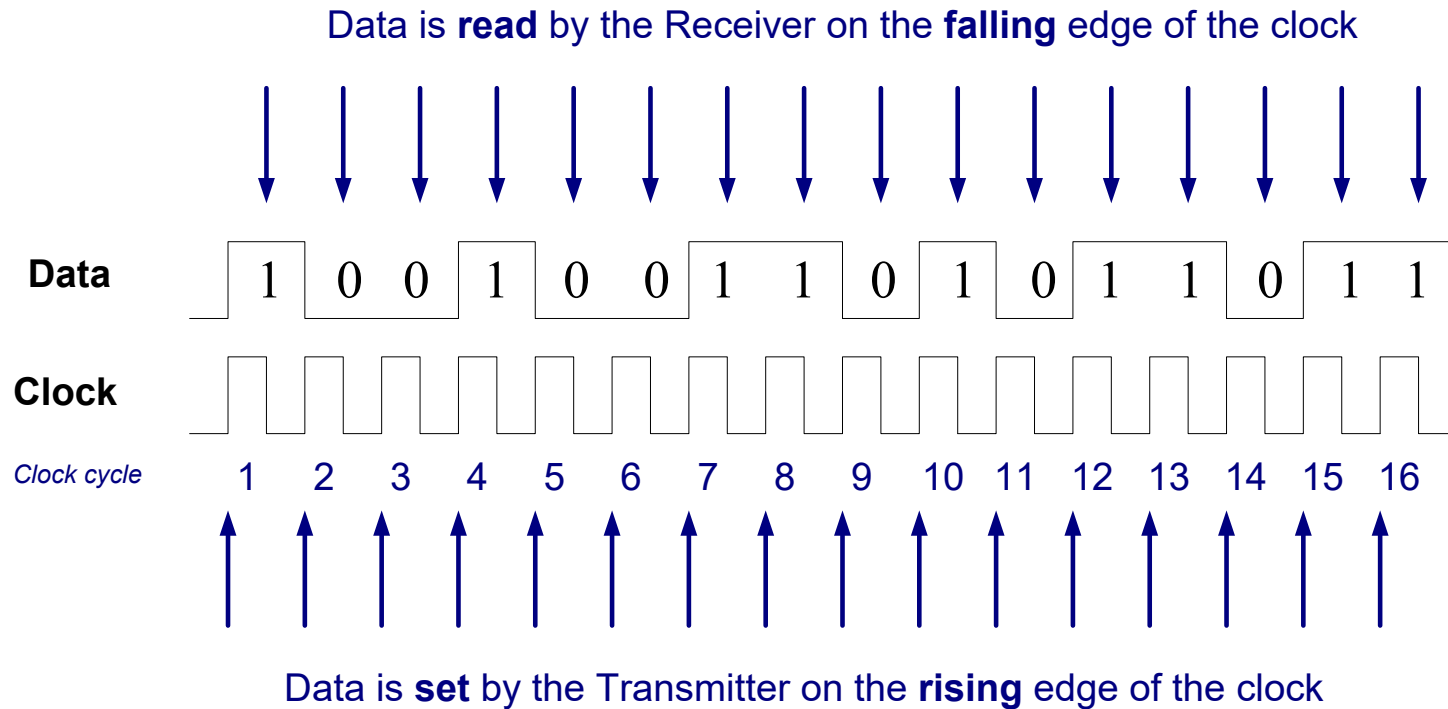 Data is read by the Receiver on the falling edge of the clock
Data 1 0 0 1 0 0 1 1 0 1 0 1 1 0 1 1
Clock
Clock cycle 1 2 3 4 5 6 7 8 9 10 11 12 13 14 15 16
Data is set by the Transmitter on the rising edge of the clock